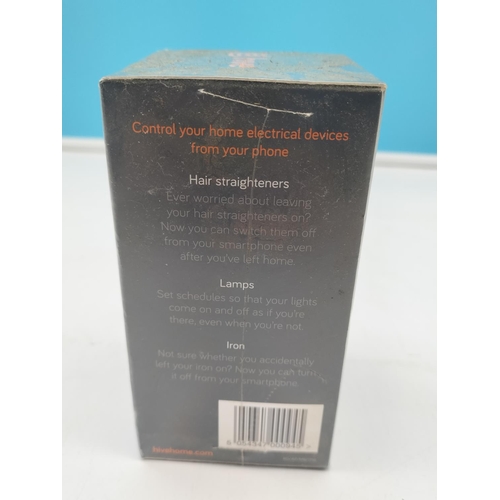 Control your home electrical devices
from your phone
Hair straighteners
Ever worried about leaving
your hair straighteners on?
Now you can switch them off
from your smartphone even
after you've left home.
Lamps
Set schedules so that your lights
come on and off as if you're
there, even when you're not.
Iron
Not sure whether you accidentally
left your iron on? Now you can turn
it off from your smartphone.
hivehome.com